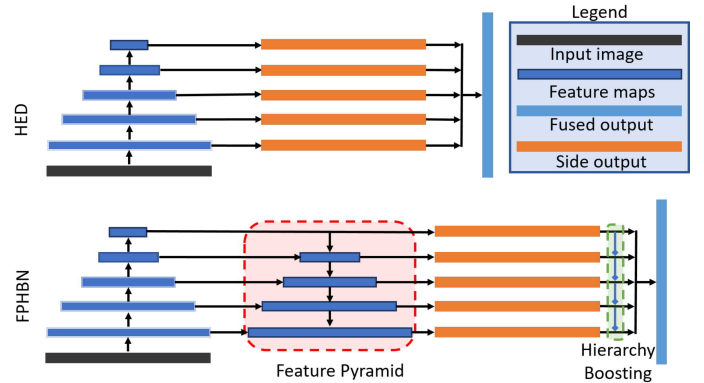 Legend
Input image
Feature maps
Fused output
Side output
HED
FPHBN
Feature Pyramid
Hierarchy
Boosting